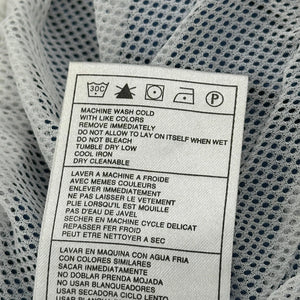 30C P
MACHINE WASH COLD
WITH LIKE COLORS
REMOVE IMMEDIATELY
DO NOT ALLOW TO LAY ON ITSELF WHEN WET
DO NOT BLEACH
TUMBLE DRY LOW
COOL IRON
DRY CLEANABLE
LAVER A MACHINE A FROIDE
AVEC MEMES COULEURS
ENLEVER IMMEDIATEMENT
NE PAS LAISSER LE VETEMENT
PLIE LORSQU'IL EST MOUILLE
PAS D'EAU DE JAVEL
SECHER EN MACHINE CYCLE DELICAT
REPASSER FER FROID
PEUT ETRE NETTOYER A SEC
LAVAR EN MAQUINA CON AGUA FRIA
CON COLORES SIMILARES
SACAR INMEDIATAMENTE
NO DOBLAR LA PRENDA MOJADA
NO USAR BLANQUEADOR
USAR SECADORA CICLO LENTO